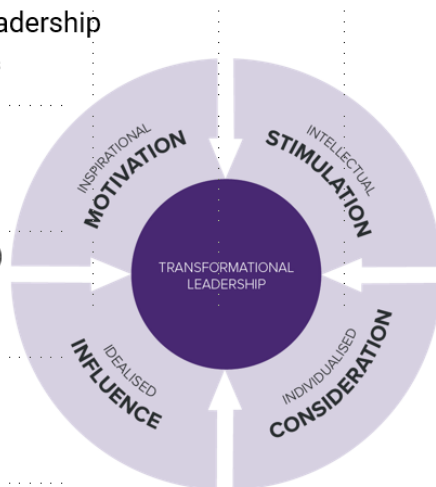 adership
INSPIRATIONAL
MOTIVATION
INTELLECTUAL
STIMULATION
TRANSFORMATIONAL
LEADERSHIP
IDEALISED
INFLUENCE
INDIVIDUALISED
CONSIDERATION